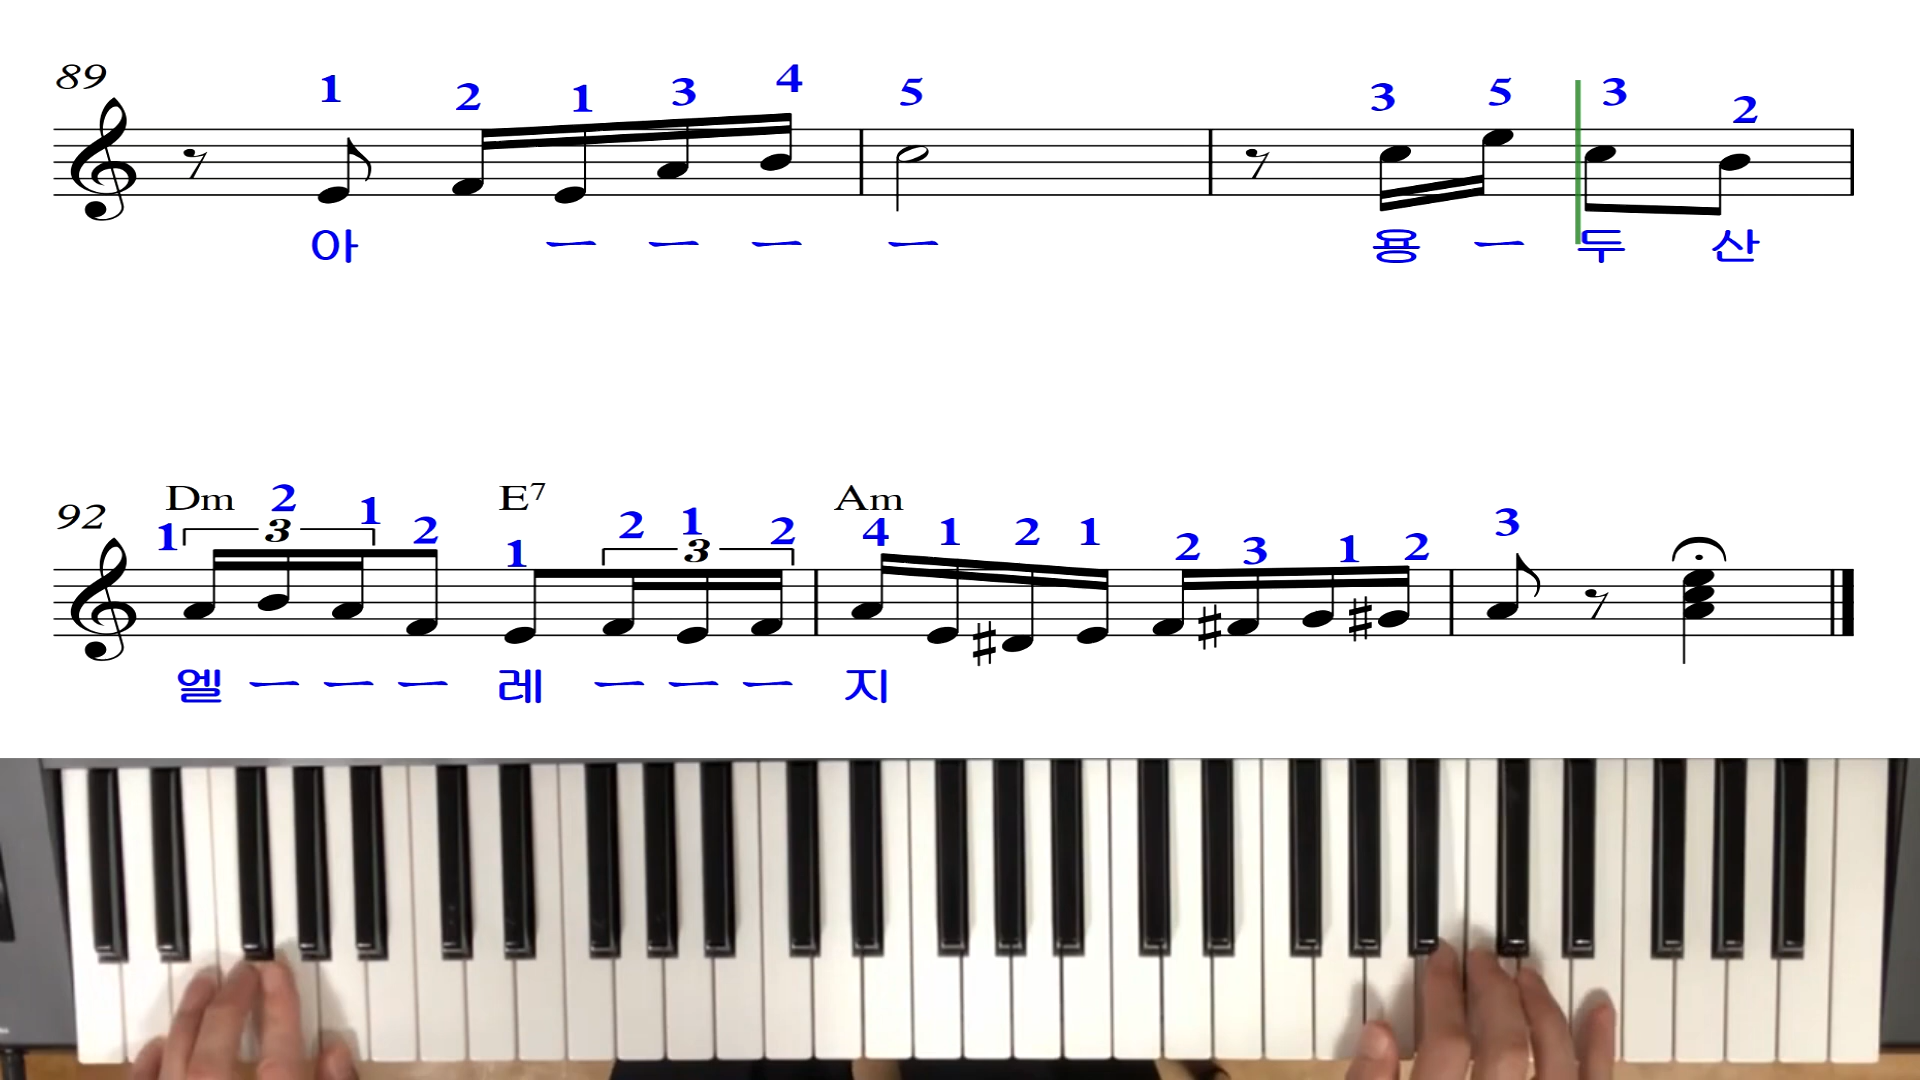 89
1 2 1 3 4 5 3 5 3 2
아 ㅡ ㅡ ㅡ ㅡ 용 ㅡ 두 산
92 Dm E7 Am
1 2 1 2 1 2 1 2 4 1 2 1 2 3 1 2 3
3 3
엘 ㅡ ㅡ ㅡ 레 ㅡ ㅡ ㅡ 지